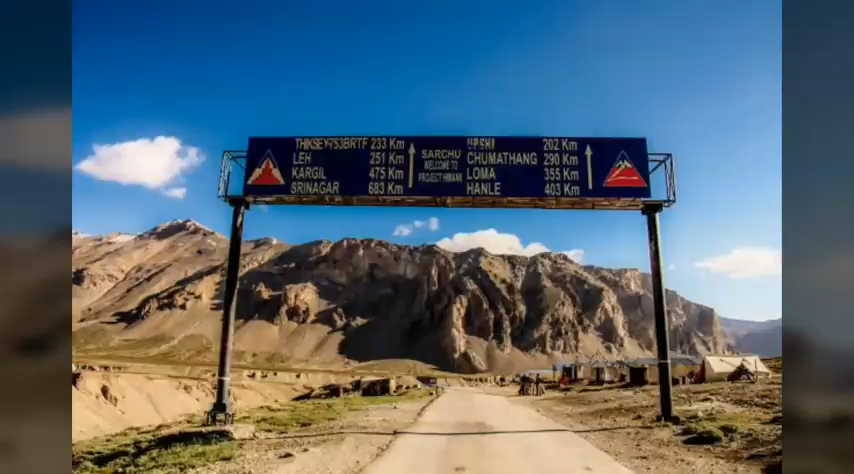 THIKSEY-753BRTF 233 Km
LEH 251 Km
KARGIL 475 Km
SRINAGAR 683 Km
SARCHU
WELCOME TO
PROJECT HIMANK
UPSHI 202 Km
CHUMATHANG 290 Km
LOMA 355 Km
HANLE 403 Km